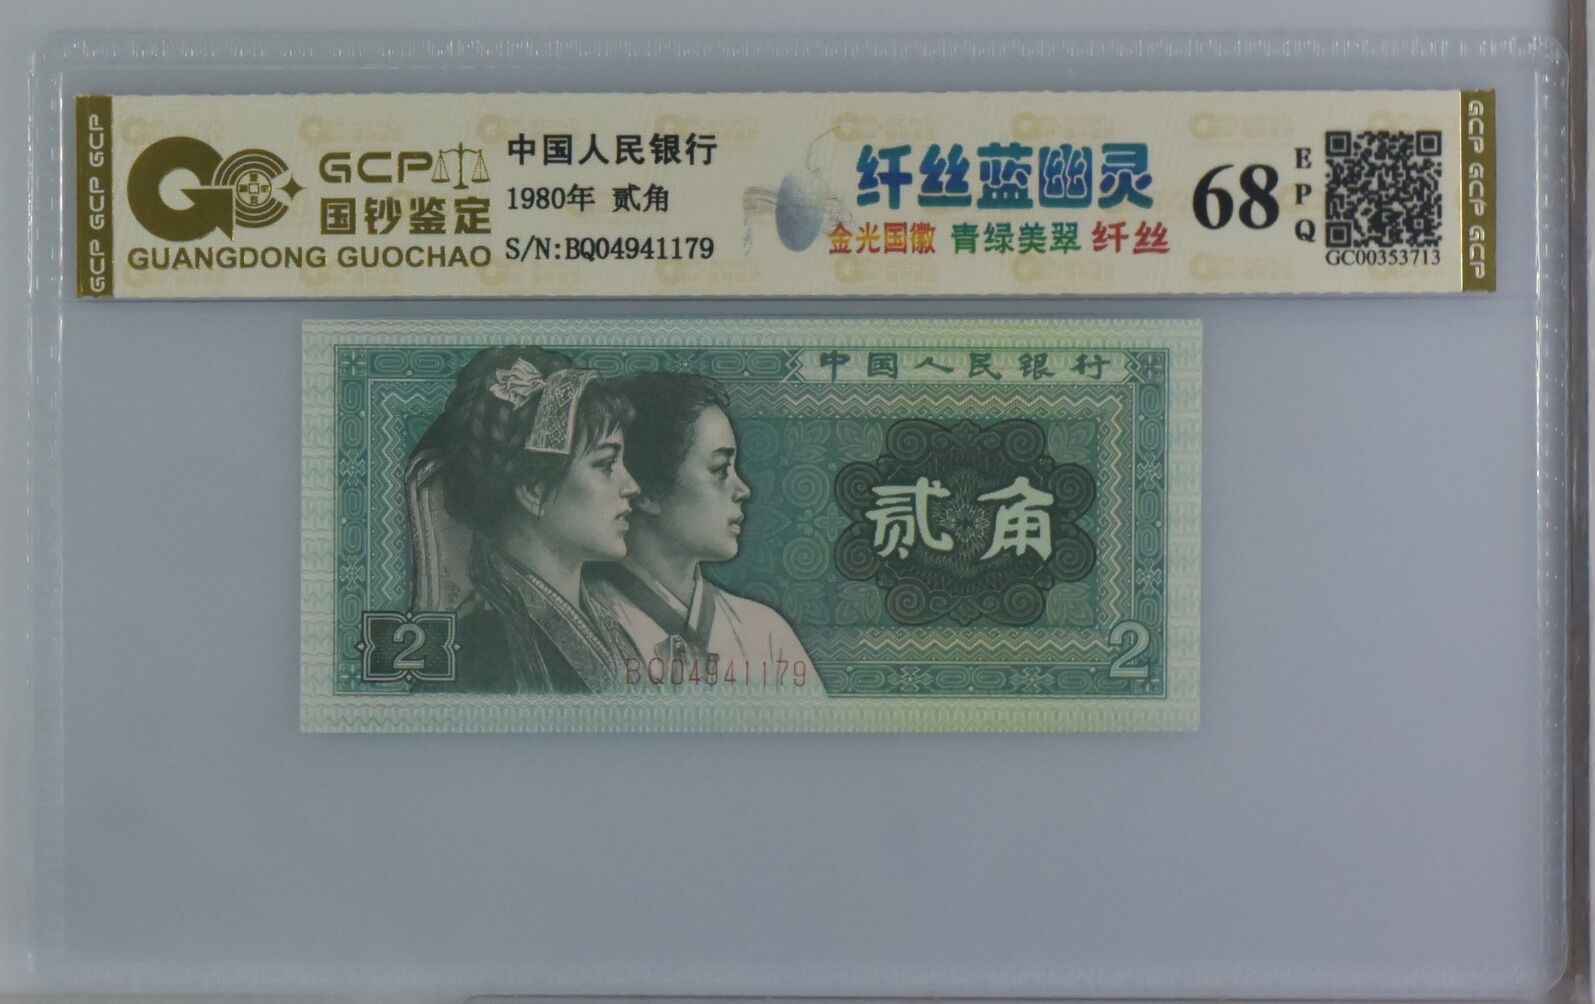 GCP GCP GCP
GCP
国钞鉴定
GUANGDONG GUOCHAO
中国人民银行
1980年 贰角
S/N:BQ04941179
纤丝蓝幽灵
金光国徽 青绿美翠 纤丝
68
EPQ
GC00353713
GCP GCP GCP GCP
中国人民银行
贰角
2
2
BQ04941179